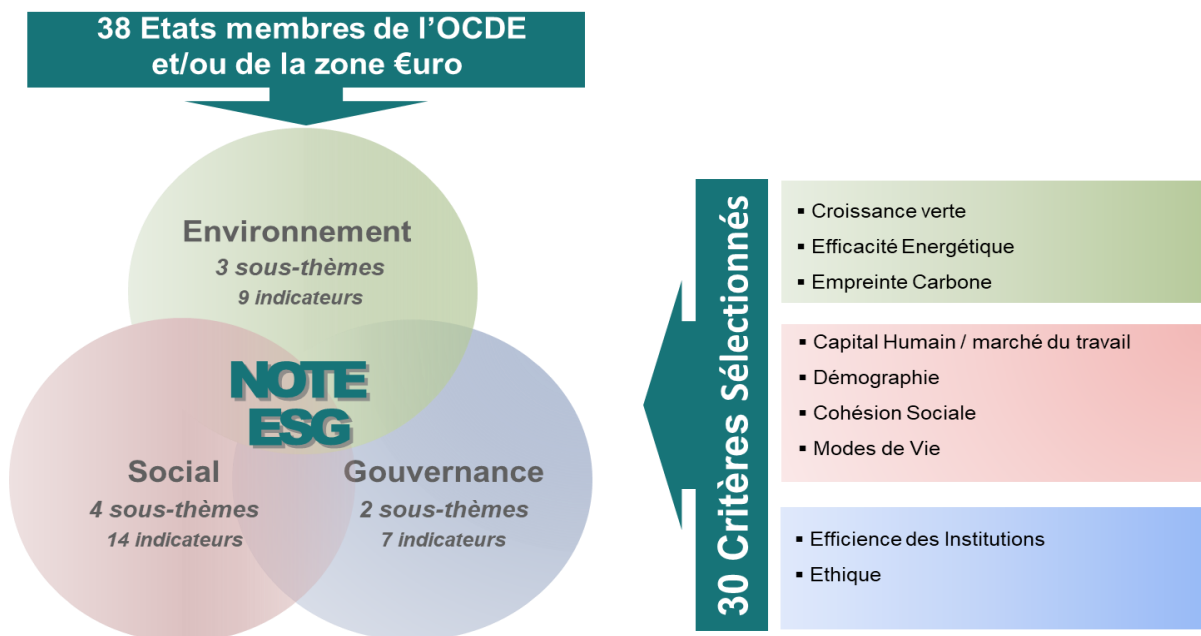 38 Etats membres de l’OCDE
et/ou de la zone €uro
Environnement
3 sous-thèmes
9 indicateurs
NOTE
ESG
Social
4 sous-thèmes
14 indicateurs
Gouvernance
2 sous-thèmes
7 indicateurs
30 Critères Sélectionnés
▪ Croissance verte
▪ Efficacité Energétique
▪ Empreinte Carbone
▪ Capital Humain / marché du travail
▪ Démographie
▪ Cohésion Sociale
▪ Modes de Vie
▪ Efficience des Institutions
▪ Ethique